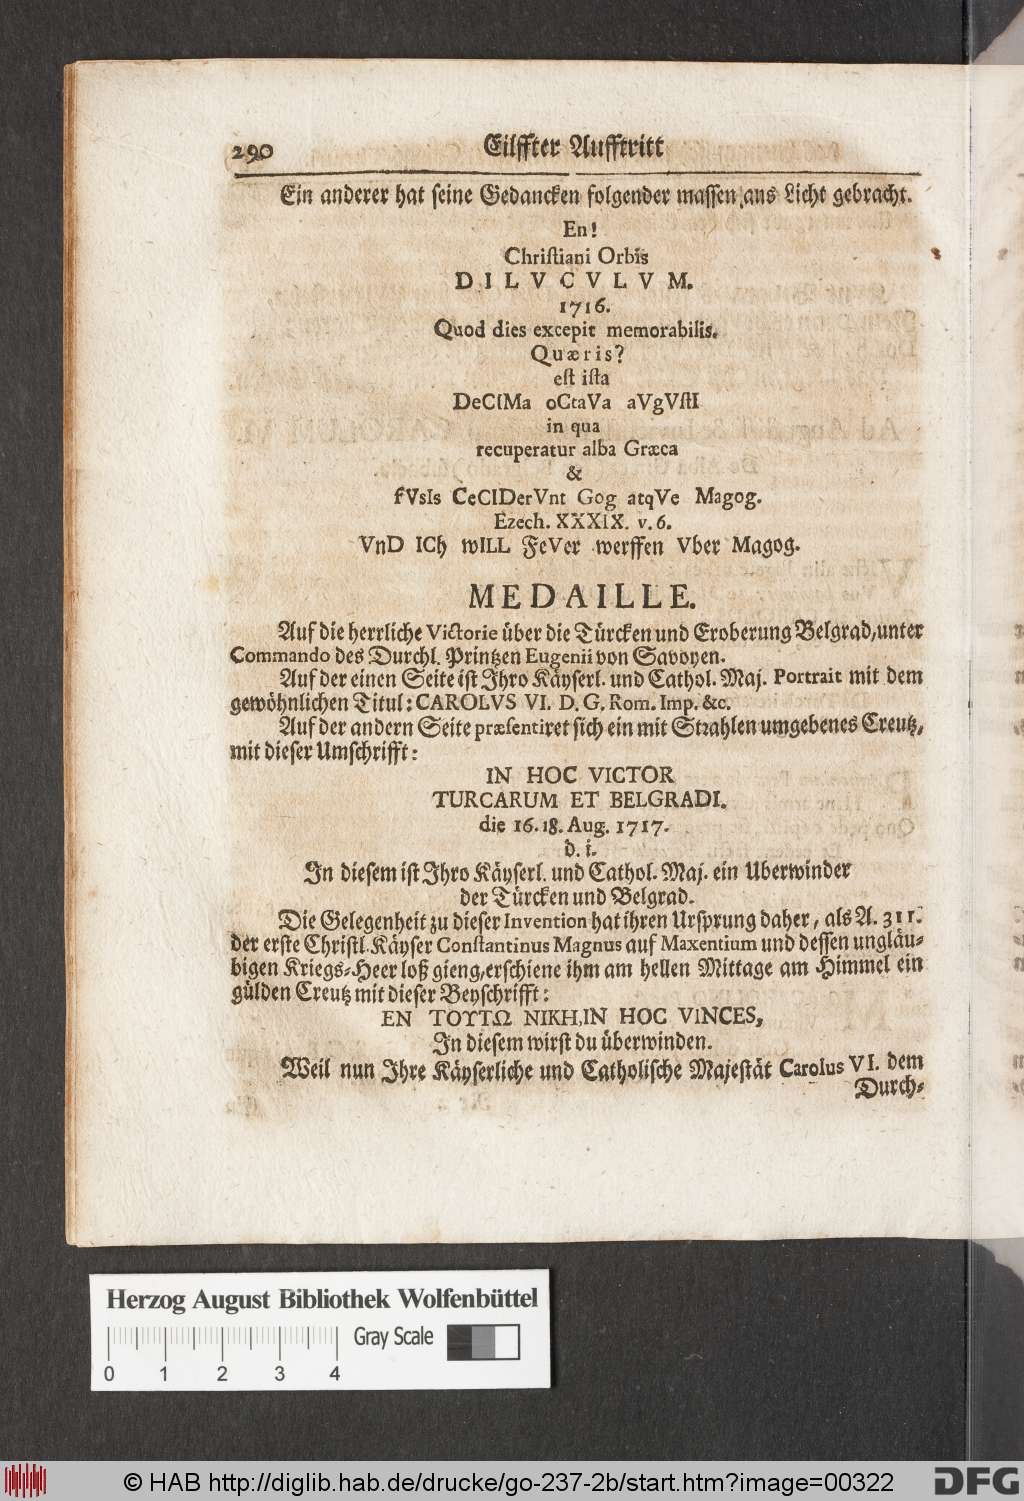 290 Eilffter Aufftritt
Ein anderer hat seine Gedancken folgender massen ans Licht gebracht.
En!
Chriſtiani Orbis
DILVCVLVM.
1716.
Quod dies excepit memorabilis.
Quæris?
eſt iſta
DeCIMa oCtaVa aVgVſtI
in qua
recuperatur alba Græca
&
fVsIs CeCIDerVnt Gog atqVe Magog.
Ezech. XXXIX. v. 6.
VnD ICh wILL FeVer werffen Vber Magog.
MEDAILLE.
Auf die herrliche Victorie über die Türcken und Eroberung Belgrad, unter
Commando des Durchl. Printzen Eugenii von Savoyen.
Auf der einen Seite ist Ihro Käyserl. und Cathol. Maj. Portrait mit dem
gewöhnlichen Titul: CAROLVS VI. D. G. Rom. Imp. &c.
Auf der andern Seite præsentiret sich ein mit Strahlen umgebenes Creutz,
mit dieser Umschrifft:
IN HOC VICTOR
TURCARUM ET BELGRADI.
die 16. 18. Aug. 1717.
d. i.
In diesem ist Ihro Käyserl. und Cathol. Maj. ein Uberwinder
der Türcken und Belgrad.
Die Gelegenheit zu dieser Invention hat ihren Ursprung daher, als A. 311.
der erste Christl. Käyser Constantinus Magnus auf Maxentium und dessen ungläu-
bigen Kriegs-Heer loß gieng, erschiene ihm am hellen Mittage am Himmel ein
gülden Creutz mit dieser Beyschrifft:
ΕΝ ΤΟΥΤΩ ΝΙΚΗ, IN HOC VINCES,
In diesem wirst du überwinden.
Weil nun Ihre Käyserliche und Catholische Majestät Carolus VI. dem
Durch-
Herzog August Bibliothek Wolfenbüttel
Gray Scale
0 1 2 3 4
© HAB http://diglib.hab.de/drucke/go-237-2b/start.htm?image=00322
DFG